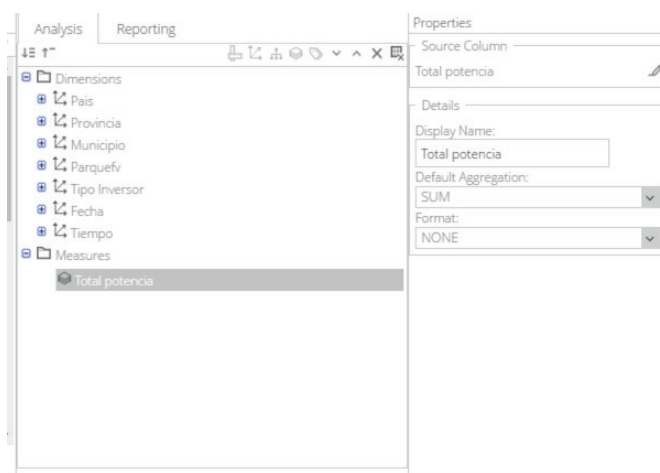 Analysis Reporting
Dimensions
Pais
Provincia
Municipio
Parquefv
Tipo Inversor
Fecha
Tiempo
Measures
Total potencia
Properties
Source Column
Total potencia
Details
Display Name:
Total potencia
Default Aggregation:
SUM
Format:
NONE